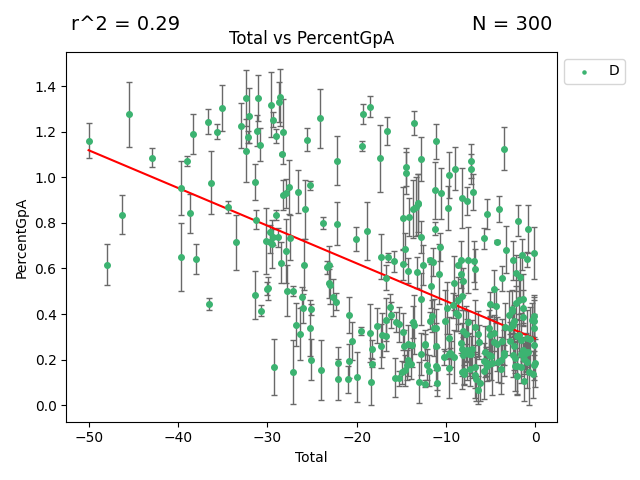 r^2 = 0.29 N = 300
Total vs PercentGpA
D
PercentGpA
1.4
1.2
1.0
0.8
0.6
0.4
0.2
0.0
−50 −40 −30 −20 −10 0
Total